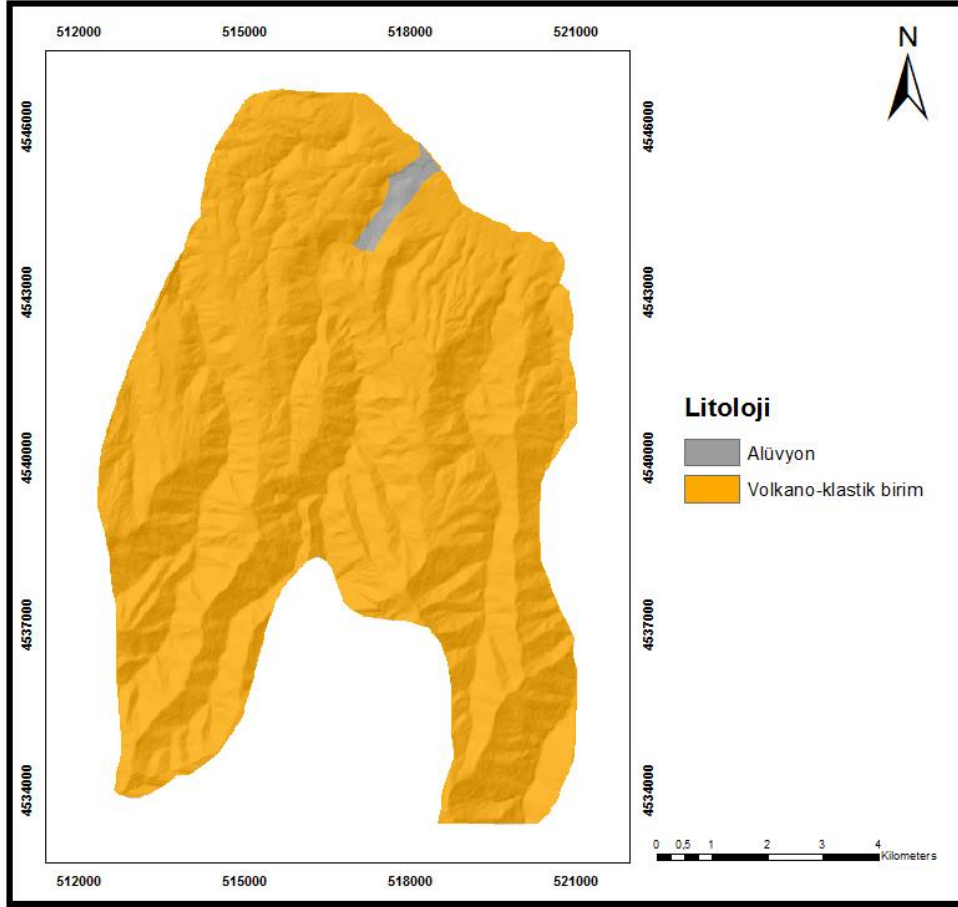 512000 515000 518000 521000
N
4546000 4546000
4543000 4543000
Litoloji
Alüvyon
4540000 4540000
Volkano-klastik birim
4537000 4537000
4534000 4534000
0 0,5 1 2 3 4
Kilometers
512000 515000 518000 521000